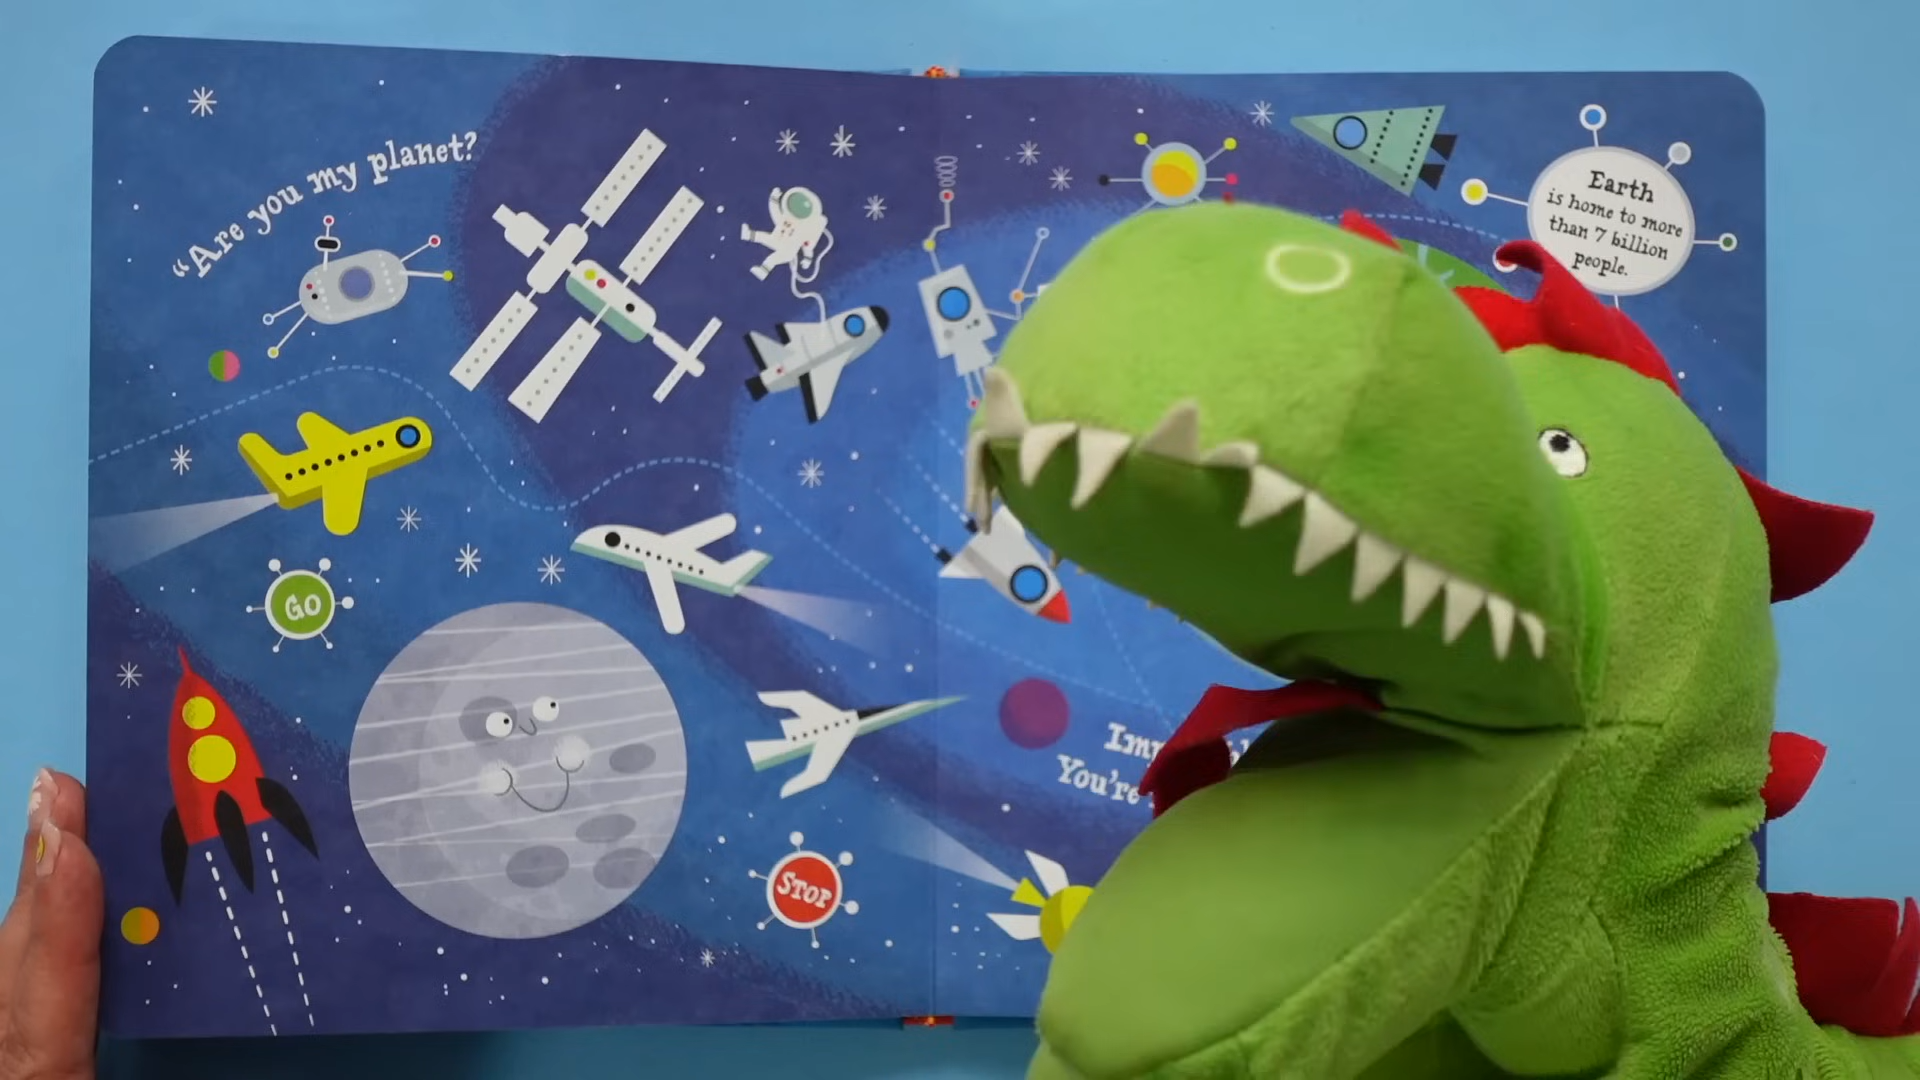 "Are you my planet?
Earth
is home to more
than 7 billion
people.
GO
STOP
You're